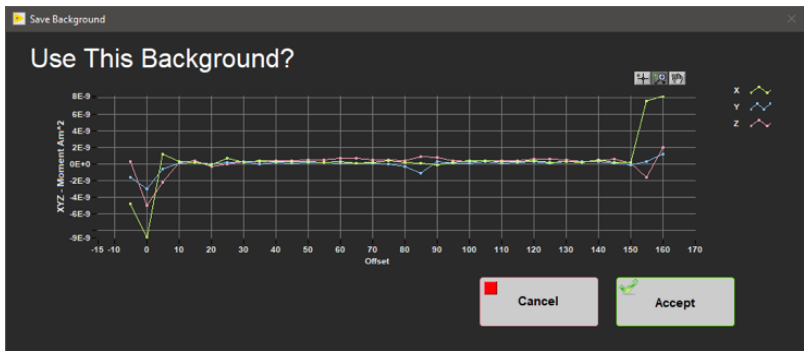 Save Background
Use This Background?
X
Y
Z
8E-9
6E-9
4E-9
2E-9
0E+0
-2E-9
-4E-9
-6E-9
-9E-9
XYZ - Moment Am^2
-15 -10 0 10 20 30 40 50 60 70 80 90 100 110 120 130 140 150 160 170
Offset
Cancel
Accept